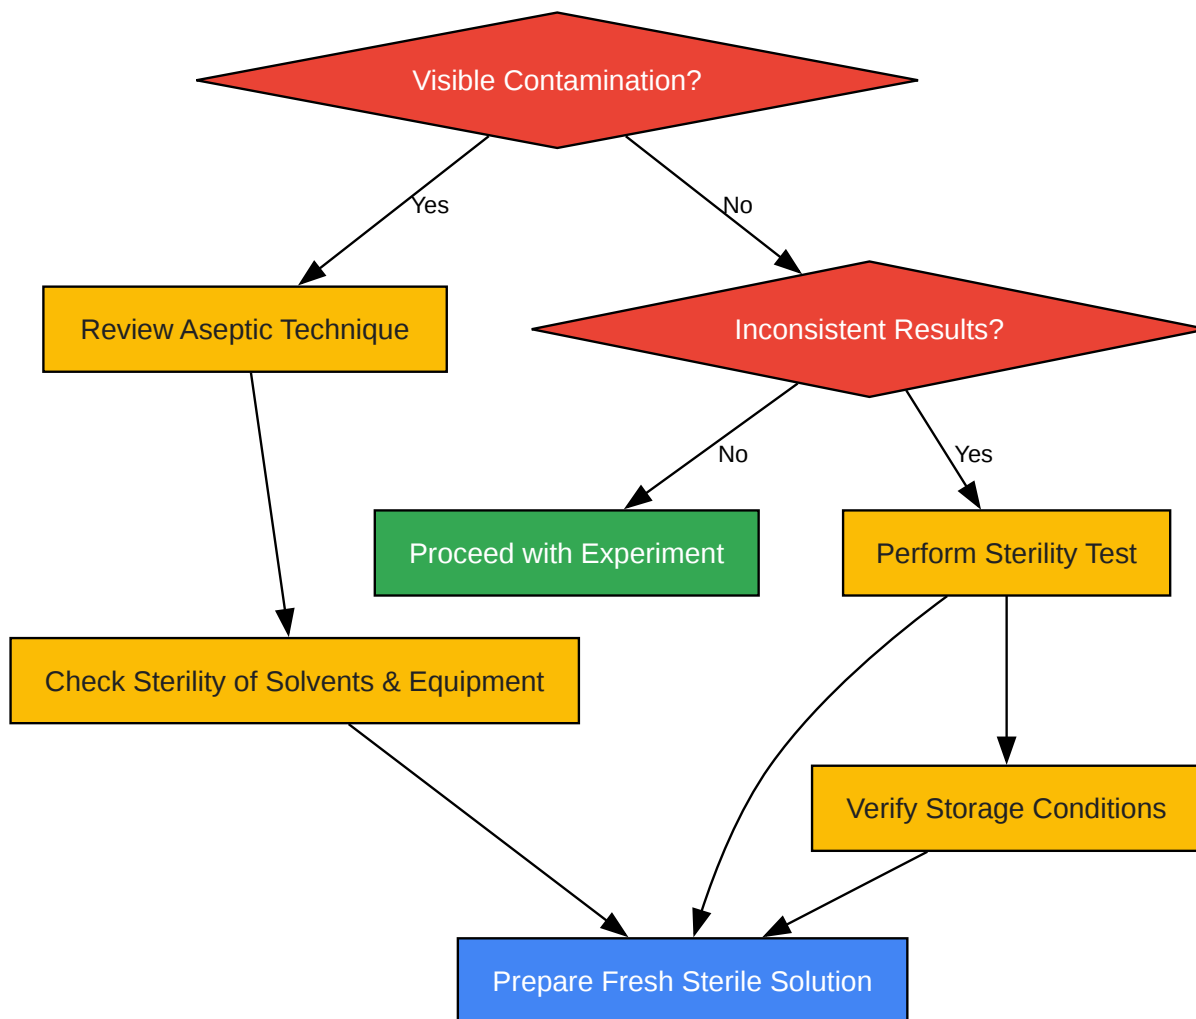 Visible Contamination?
Yes
No
Review Aseptic Technique
Inconsistent Results?
No
Yes
Proceed with Experiment
Perform Sterility Test
Check Sterility of Solvents & Equipment
Verify Storage Conditions
Prepare Fresh Sterile Solution